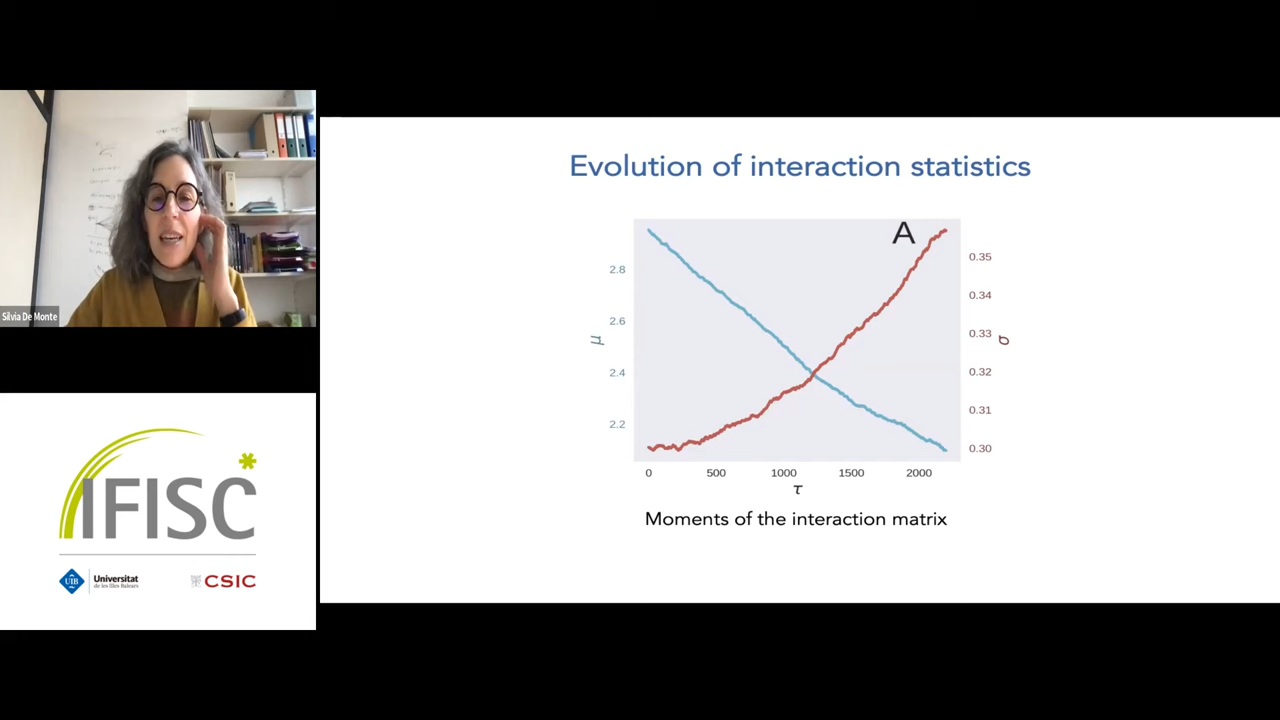 Silvia De Monte
IFISC
UIB
Universitat
de les Illes Balears
CSIC
Evolution of interaction statistics
A
2.8
2.6
2.4
2.2
μ
0.35
0.34
0.33
0.32
0.31
0.30
σ
0
500
1000
1500
2000
τ
Moments of the interaction matrix